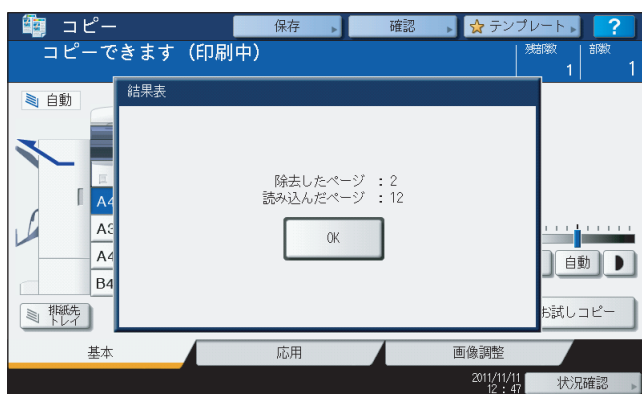 コピー
保存
確認
テンプレート
?
コピーできます (印刷中)
残部数
1
部数
1
結果表
自動
除去したページ : 2
読み込んだページ : 12
OK
A4
A3
A4
B4
自動
排紙先
トレイ
お試しコピー
基本
応用
画像調整
2011/11/11
12 : 47
状況確認